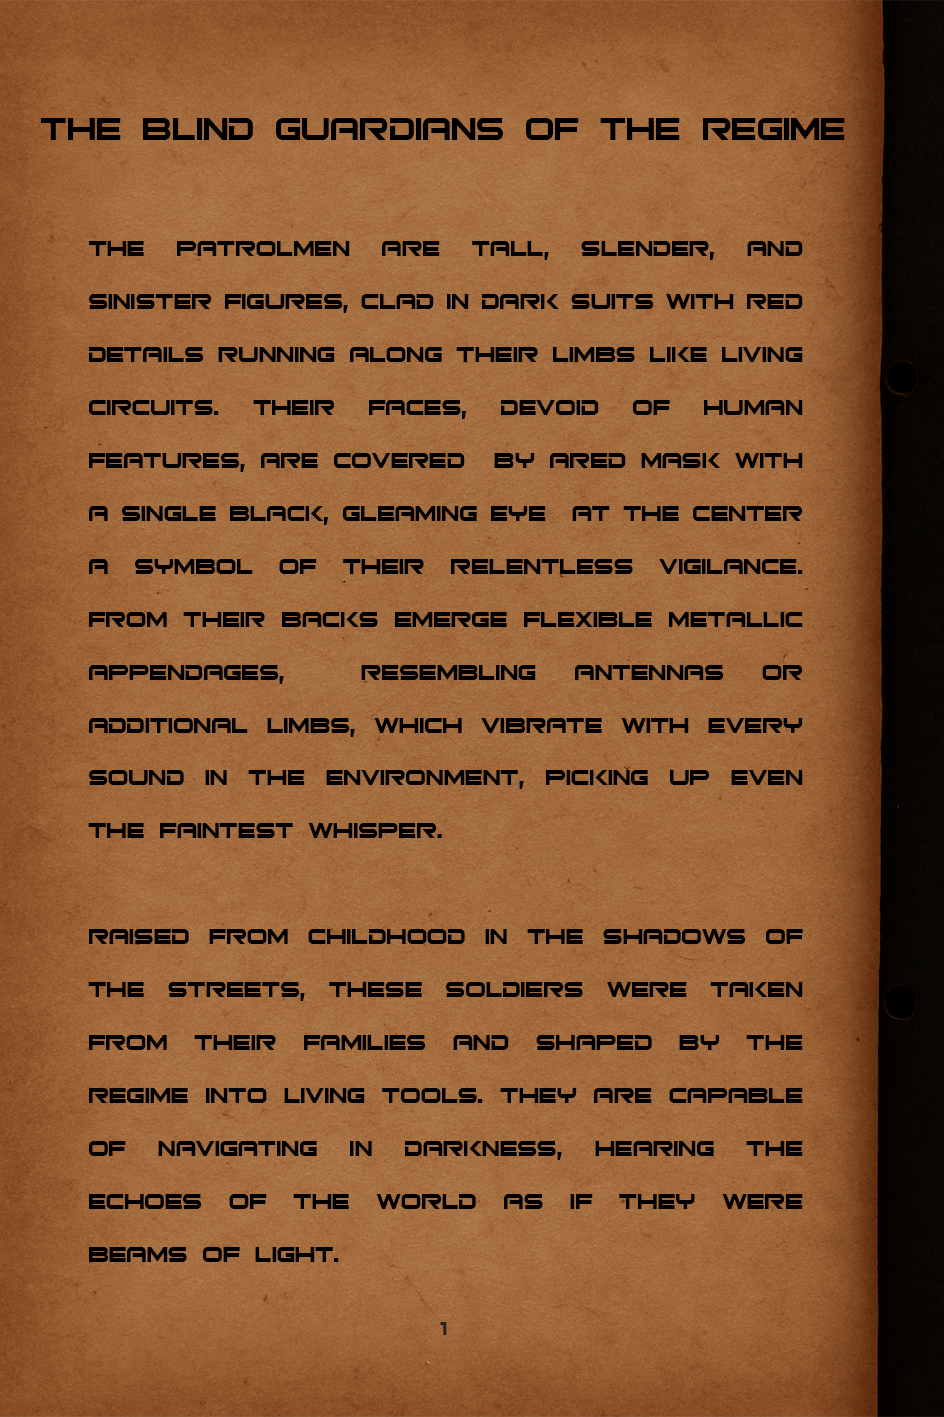 THE BLIND GUARDIANS OF THE REGIME
THE PATROLMEN ARE TALL, SLENDER, AND
SINISTER FIGURES, CLAD IN DARK SUITS WITH RED
DETAILS RUNNING ALONG THEIR LIMBS LIKE LIVING
CIRCUITS. THEIR FACES, DEVOID OF HUMAN
FEATURES, ARE COVERED BY ARED MASK WITH
A SINGLE BLACK, GLEAMING EYE AT THE CENTER
A SYMBOL OF THEIR RELENTLESS VIGILANCE.
FROM THEIR BACKS EMERGE FLEXIBLE METALLIC
APPENDAGES, RESEMBLING ANTENNAS OR
ADDITIONAL LIMBS, WHICH VIBRATE WITH EVERY
SOUND IN THE ENVIRONMENT, PICKING UP EVEN
THE FAINTEST WHISPER.
RAISED FROM CHILDHOOD IN THE SHADOWS OF
THE STREETS, THESE SOLDIERS WERE TAKEN
FROM THEIR FAMILIES AND SHAPED BY THE
REGIME INTO LIVING TOOLS. THEY ARE CAPABLE
OF NAVIGATING IN DARKNESS, HEARING THE
ECHOES OF THE WORLD AS IF THEY WERE
BEAMS OF LIGHT.
1